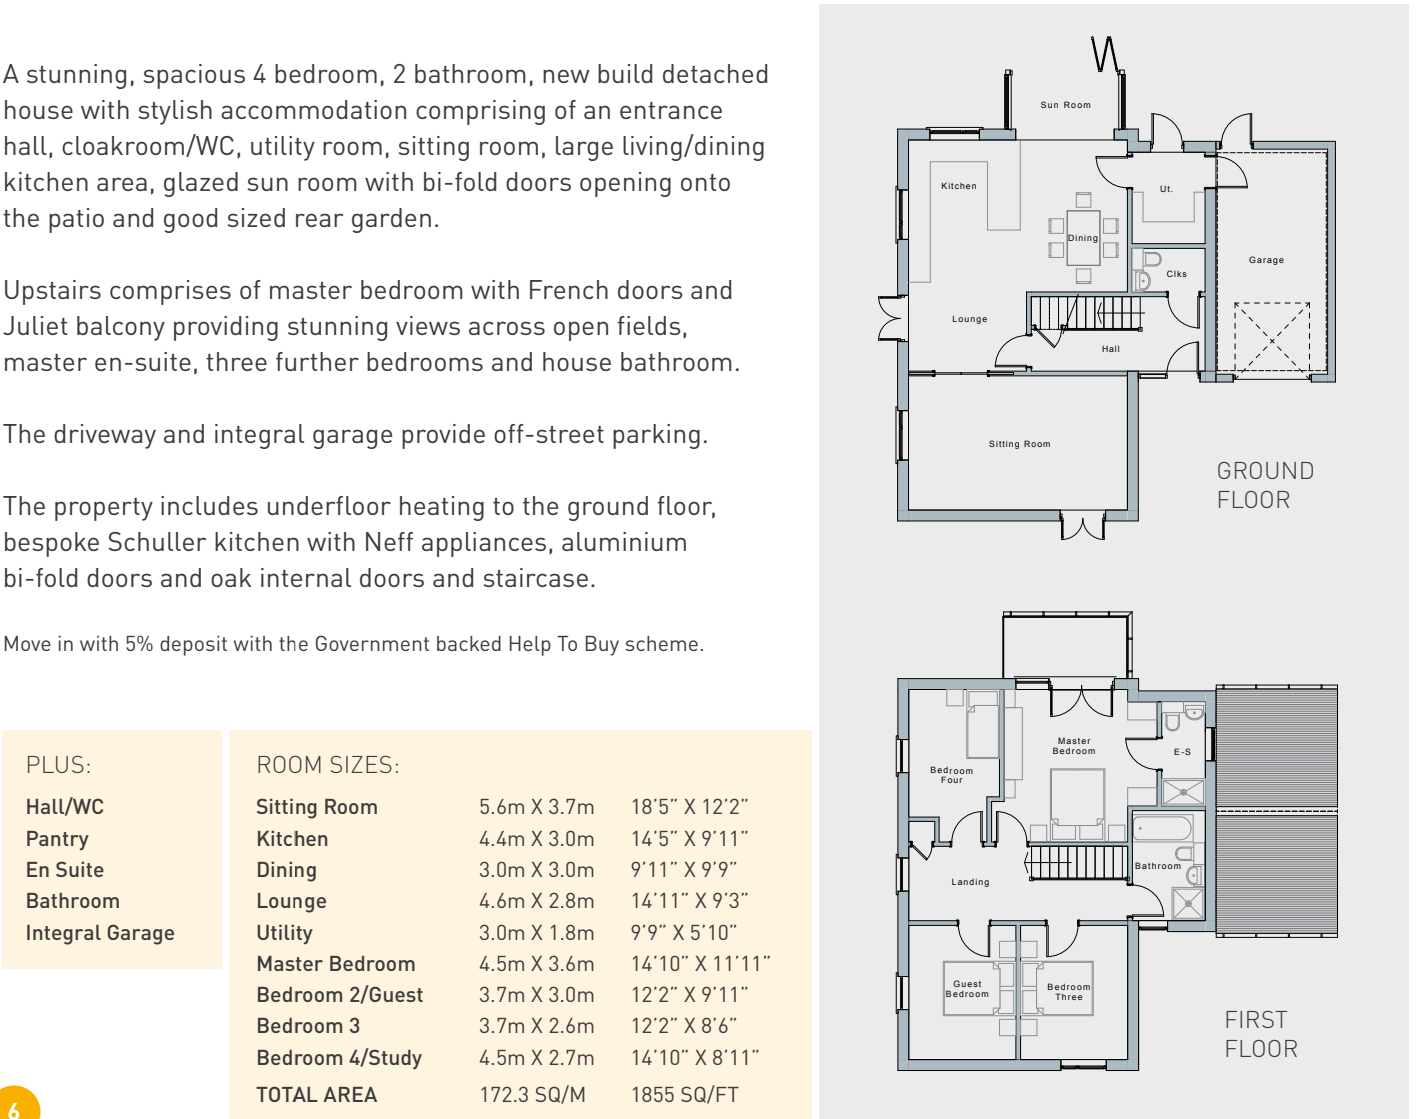 A stunning, spacious 4 bedroom, 2 bathroom, new build detached
house with stylish accommodation comprising of an entrance
hall, cloakroom/WC, utility room, sitting room, large living/dining
kitchen area, glazed sun room with bi-fold doors opening onto
the patio and good sized rear garden.
Upstairs comprises of master bedroom with French doors and
Juliet balcony providing stunning views across open fields,
master en-suite, three further bedrooms and house bathroom.
The driveway and integral garage provide off-street parking.
The property includes underfloor heating to the ground floor,
bespoke Schuller kitchen with Neff appliances, aluminium
bi-fold doors and oak internal doors and staircase.
Move in with 5% deposit with the Government backed Help To Buy scheme.
PLUS:
Hall/WC
Pantry
En Suite
Bathroom
Integral Garage
ROOM SIZES:
Sitting Room 5.6m X 3.7m 18’5” X 12’2”
Kitchen 4.4m X 3.0m 14’5” X 9’11”
Dining 3.0m X 3.0m 9’11” X 9’9”
Lounge 4.6m X 2.8m 14’11” X 9’3”
Utility 3.0m X 1.8m 9’9” X 5’10”
Master Bedroom 4.5m X 3.6m 14’10” X 11’11”
Bedroom 2/Guest 3.7m X 3.0m 12’2” X 9’11”
Bedroom 3 3.7m X 2.6m 12’2” X 8’6”
Bedroom 4/Study 4.5m X 2.7m 14’10” X 8’11”
TOTAL AREA 172.3 SQ/M 1855 SQ/FT
6
Sun Room
Kitchen
Ut.
Dining
Garage
Clks
Lounge
Hall
Sitting Room
GROUND
FLOOR
Master
Bedroom
E-S
Bedroom
Four
Bathroom
Landing
Guest
Bedroom
Bedroom
Three
FIRST
FLOOR